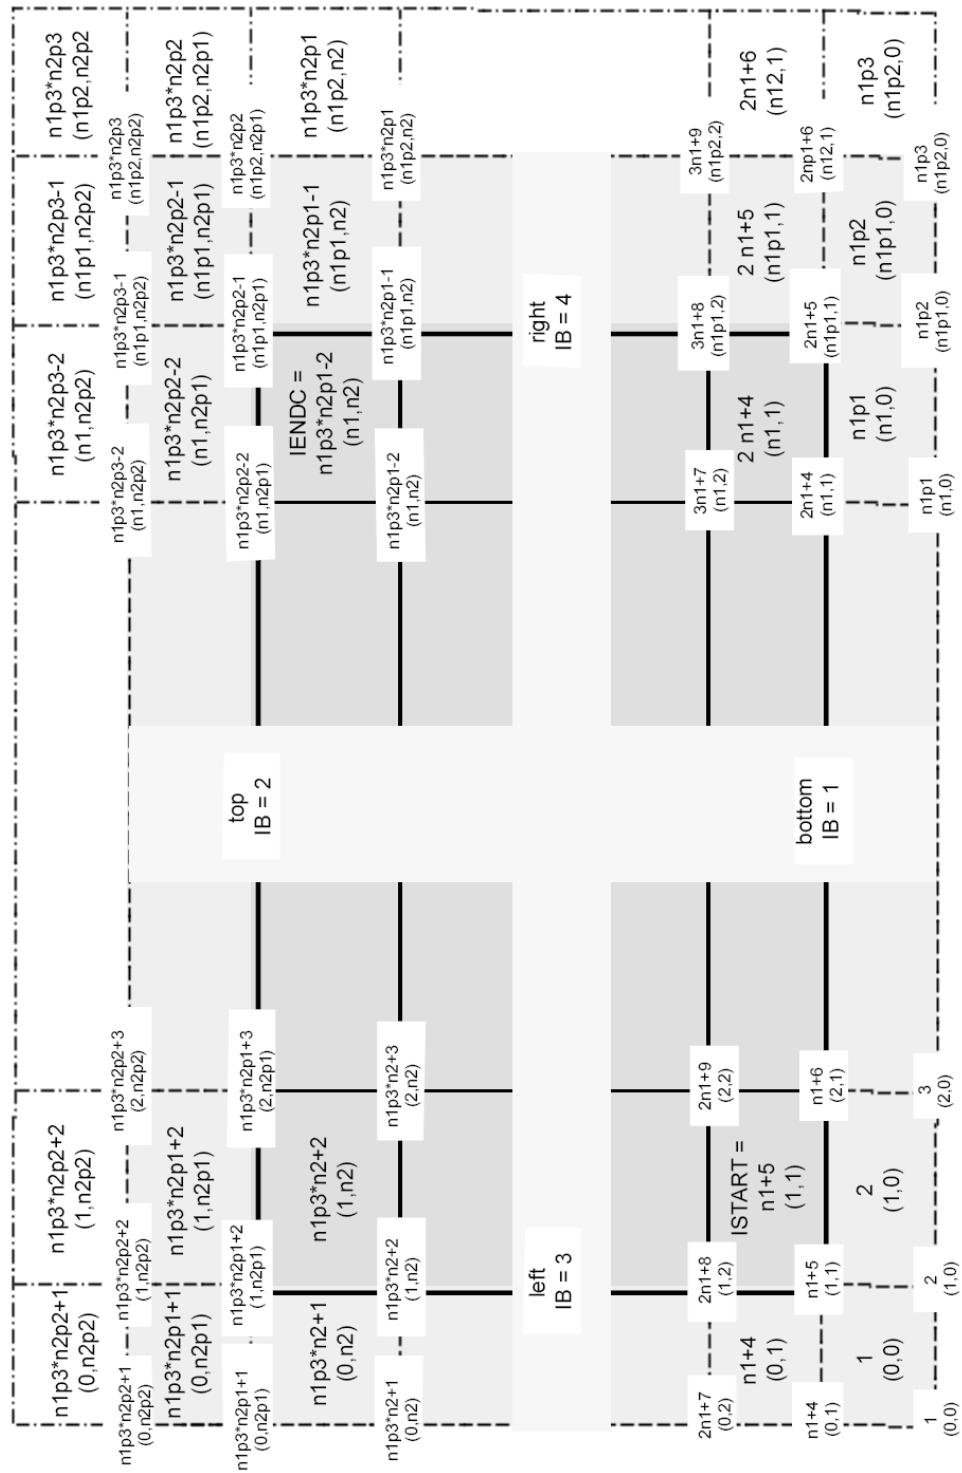 n1p3*n2p2+1
(0,n2p2)
n1p3*n2p2+2
(1,n2p2)
n1p3*n2p3-2
(n1,n2p2)
n1p3*n2p3-1
(n1p1,n2p2)
n1p3*n2p3
(n1p2,n2p2)
n1p3*n2p2+1
(0,n2p2)
n1p3*n2p2+2
(1,n2p2)
n1p3*n2p2+3
(2,n2p2)
n1p3*n2p3-2
(n1,n2p2)
n1p3*n2p3-1
(n1p1,n2p2)
n1p3*n2p3
(n1p2,n2p2)
n1p3*n2p1+1
(0,n2p1)
n1p3*n2p1+2
(1,n2p1)
n1p3*n2p2-2
(n1,n2p1)
n1p3*n2p2-1
(n1p1,n2p1)
n1p3*n2p2
(n1p2,n2p1)
n1p3*n2p1+1
(0,n2p1)
n1p3*n2p1+2
(1,n2p1)
n1p3*n2p1+3
(2,n2p1)
top
IB = 2
n1p3*n2p2-2
(n1,n2p1)
n1p3*n2p2-1
(n1p1,n2p1)
n1p3*n2p2
(n1p2,n2p1)
n1p3*n2+1
(0,n2)
n1p3*n2+2
(1,n2)
IENDC =
n1p3*n2p1-2
(n1,n2)
n1p3*n2p1-1
(n1p1,n2)
n1p3*n2p1
(n1p2,n2)
n1p3*n2+1
(0,n2)
n1p3*n2+2
(1,n2)
n1p3*n2+3
(2,n2)
n1p3*n2p1-2
(n1,n2)
n1p3*n2p1-1
(n1p1,n2)
n1p3*n2p1
(n1p2,n2)
left
IB = 3
right
IB = 4
2n1+7
(0,2)
2n1+8
(1,2)
2n1+9
(2,2)
3n1+7
(n1,2)
3n1+8
(n1p1,2)
3n1+9
(n1p2,2)
n1+4
(0,1)
ISTART =
n1+5
(1,1)
2 n1+4
(n1,1)
2 n1+5
(n1p1,1)
2n1+6
(n12,1)
n1+4
(0,1)
n1+5
(1,1)
n1+6
(2,1)
bottom
IB = 1
2n1+4
(n1,1)
2n1+5
(n1p1,1)
2np1+6
(n12,1)
1
(0,0)
2
(1,0)
n1p1
(n1,0)
n1p2
(n1p1,0)
n1p3
(n1p2,0)
1
(0,0)
2
(1,0)
3
(2,0)
n1p1
(n1,0)
n1p2
(n1p1,0)
n1p3
(n1p2,0)